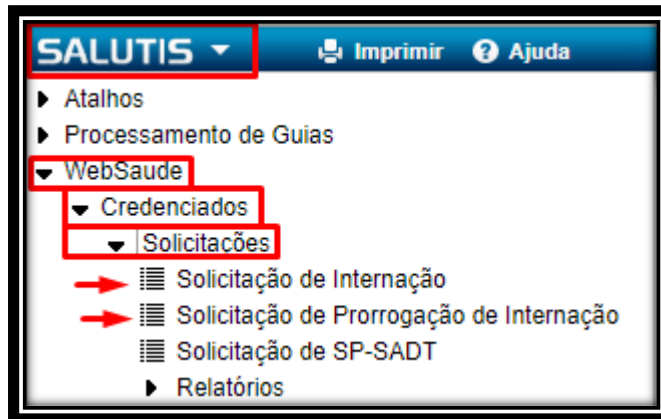 SALUTIS Imprimir Ajuda
Atalhos
Processamento de Guias
WebSaude
Credenciados
Solicitações
Solicitação de Internação
Solicitação de Prorrogação de Internação
Solicitação de SP-SADT
Relatórios